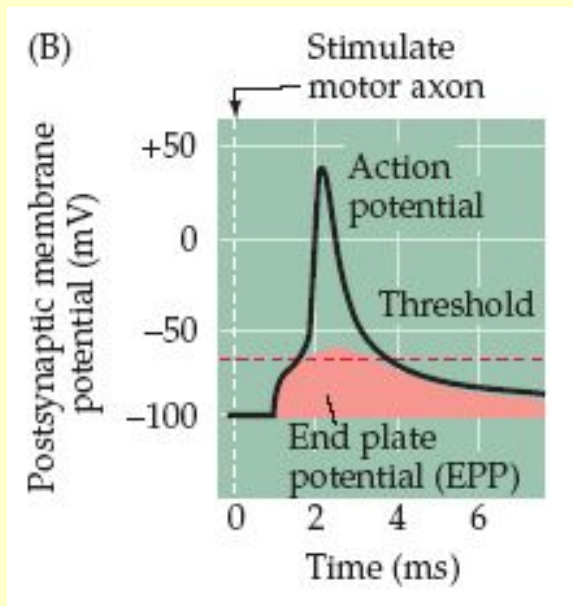 (B)
Stimulate
motor axon
Postsynaptic membrane
potential (mV)
+50
0
−50
−100
Action
potential
Threshold
End plate
potential (EPP)
0 2 4 6
Time (ms)